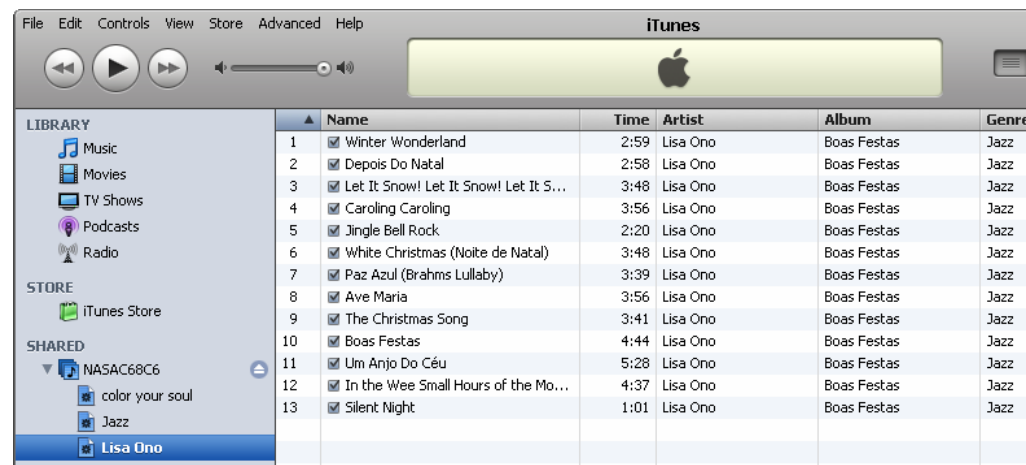 File Edit Controls View Store Advanced Help
iTunes
LIBRARY
Music
Movies
TV Shows
Podcasts
Radio
STORE
iTunes Store
SHARED
NASAC68C6
color your soul
Jazz
Lisa Ono
Name Time Artist Album Genre
1 Winter Wonderland 2:59 Lisa Ono Boas Festas Jazz
2 Depois Do Natal 2:58 Lisa Ono Boas Festas Jazz
3 Let It Snow! Let It Snow! Let It S... 3:48 Lisa Ono Boas Festas Jazz
4 Caroling Caroling 3:56 Lisa Ono Boas Festas Jazz
5 Jingle Bell Rock 2:20 Lisa Ono Boas Festas Jazz
6 White Christmas (Noite de Natal) 3:48 Lisa Ono Boas Festas Jazz
7 Paz Azul (Brahms Lullaby) 3:39 Lisa Ono Boas Festas Jazz
8 Ave Maria 3:56 Lisa Ono Boas Festas Jazz
9 The Christmas Song 3:41 Lisa Ono Boas Festas Jazz
10 Boas Festas 4:44 Lisa Ono Boas Festas Jazz
11 Um Anjo Do Céu 5:28 Lisa Ono Boas Festas Jazz
12 In the Wee Small Hours of the Mo... 4:37 Lisa Ono Boas Festas Jazz
13 Silent Night 1:01 Lisa Ono Boas Festas Jazz